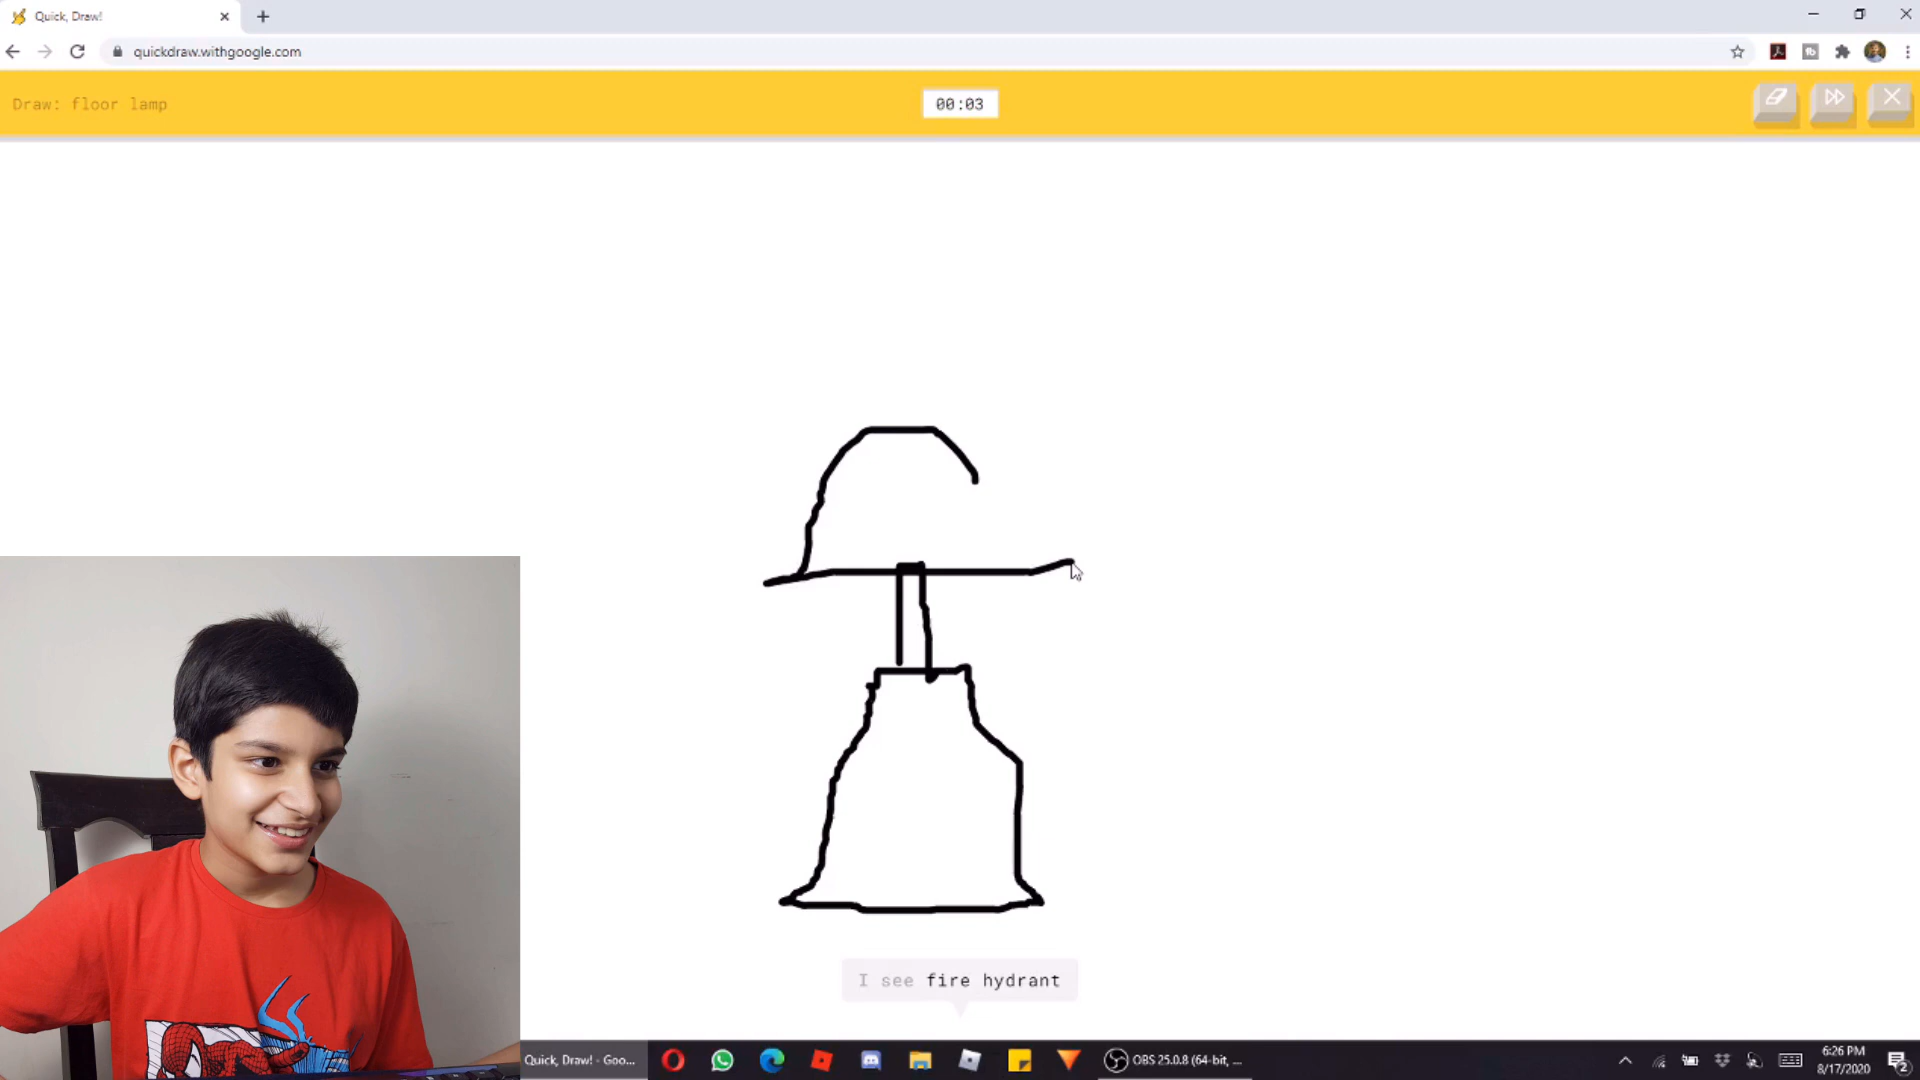 Quick, Draw!
quickdraw.withgoogle.com
Draw: floor lamp
00:03
I see fire hydrant
Quick, Draw! - Goo...
OBS 25.0.8 (64-bit, ...
6:26 PM
8/17/2020
2